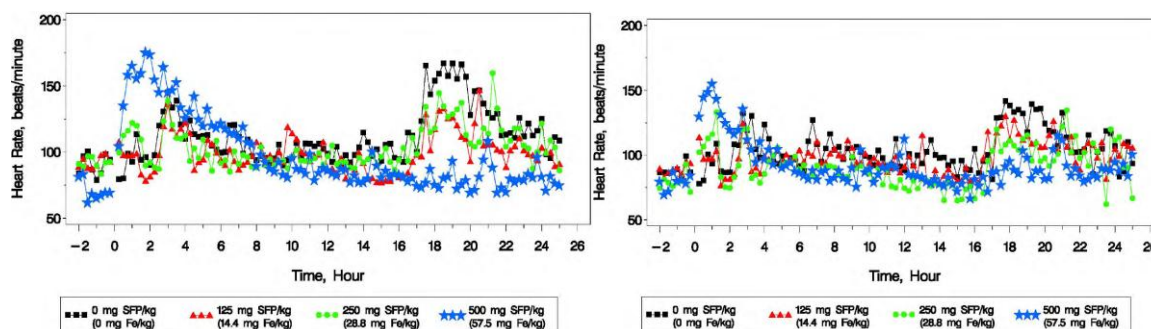 200
150
100
50
Heart Rate, beats/minute
−2 0 2 4 6 8 10 12 14 16 18 20 22 24 26
Time, Hour
0 mg SFP/kg 125 mg SFP/kg 250 mg SFP/kg 500 mg SFP/kg
(0 mg Fe/kg) (14.4 mg Fe/kg) (28.8 mg Fe/kg) (57.5 mg Fe/kg)
200
150
100
50
Heart Rate, beats/minute
−2 0 2 4 6 8 10 12 14 16 18 20 22 24 26
Time, Hour
0 mg SFP/kg 125 mg SFP/kg 250 mg SFP/kg 500 mg SFP/kg
(0 mg Fe/kg) (14.4 mg Fe/kg) (28.8 mg Fe/kg) (57.5 mg Fe/kg)